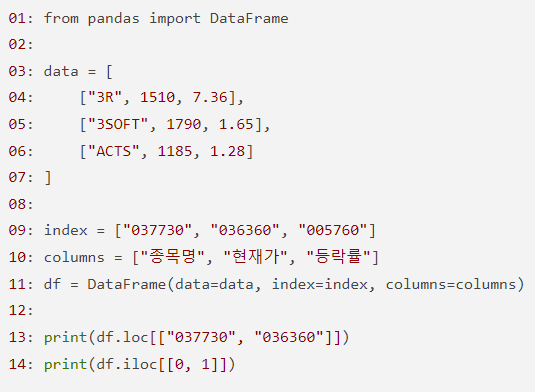 01: from pandas import DataFrame
02:
03: data = [
04:     ["3R", 1510, 7.36],
05:     ["3SOFT", 1790, 1.65],
06:     ["ACTS", 1185, 1.28]
07: ]
08:
09: index = ["037730", "036360", "005760"]
10: columns = ["종목명", "현재가", "등락률"]
11: df = DataFrame(data=data, index=index, columns=columns)
12:
13: print(df.loc[["037730", "036360"]])
14: print(df.iloc[[0, 1]])